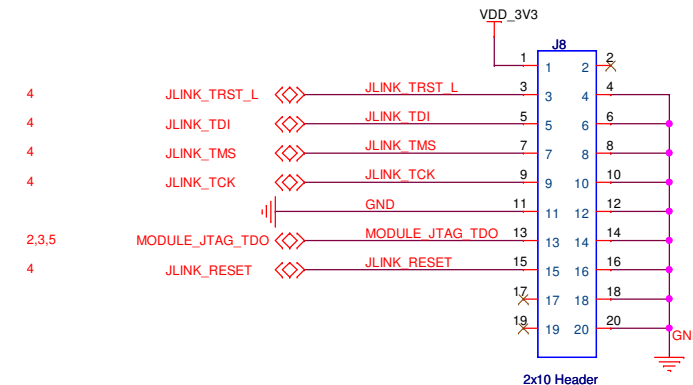 VDD_3V3
J8
1 1 2 2
4 JLINK_TRST_L JLINK_TRST_L 3 3 4 4
4 JLINK_TDI JLINK_TDI 5 5 6 6
4 JLINK_TMS JLINK_TMS 7 7 8 8
4 JLINK_TCK JLINK_TCK 9 9 10 10
GND 11 11 12 12
2,3,5 MODULE_JTAG_TDO MODULE_JTAG_TDO 13 13 14 14
4 JLINK_RESET JLINK_RESET 15 15 16 16
17 17 18 18
19 19 20 20
GN
2x10 Header